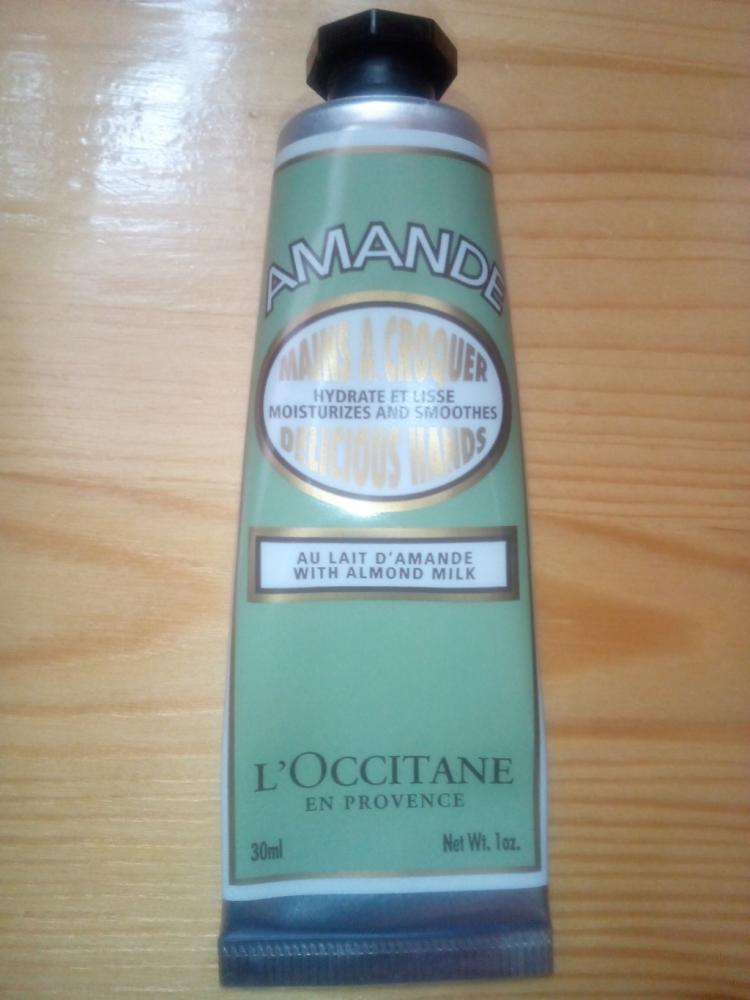 AMANDE
MAINS A CROQUER
HYDRATE ET LISSE
MOISTURIZES AND SMOOTHES
DELICIOUS HANDS
AU LAIT D'AMANDE
WITH ALMOND MILK
L'OCCITANE
EN PROVENCE
30ml Net Wt. 1oz.